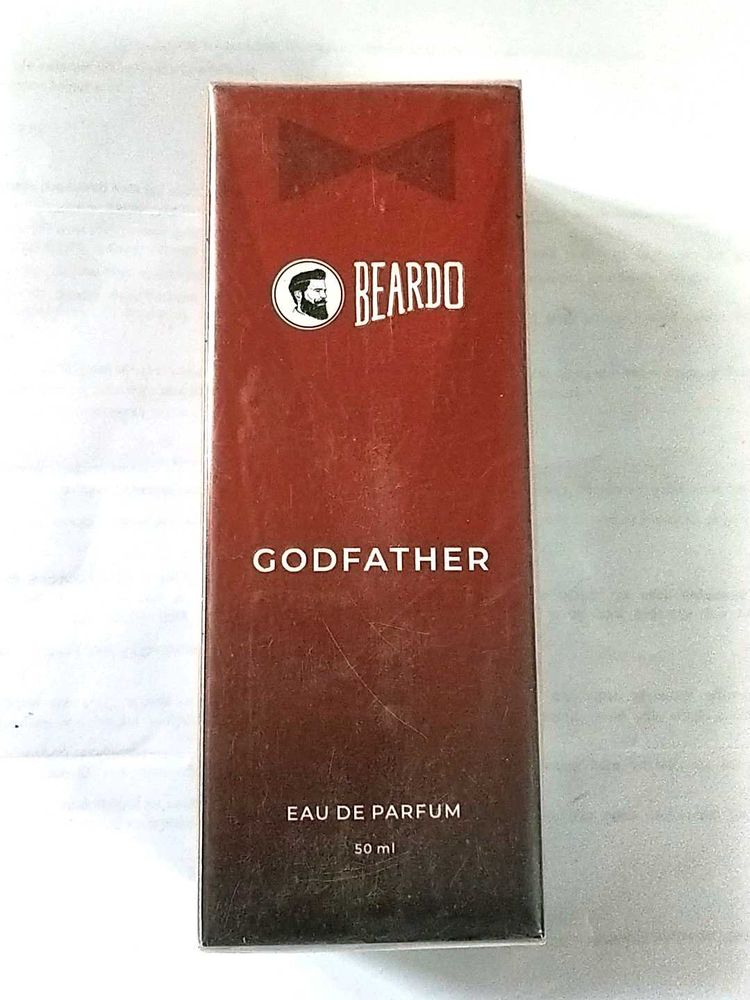 BEARDO
GODFATHER
EAU DE PARFUM
50 ml